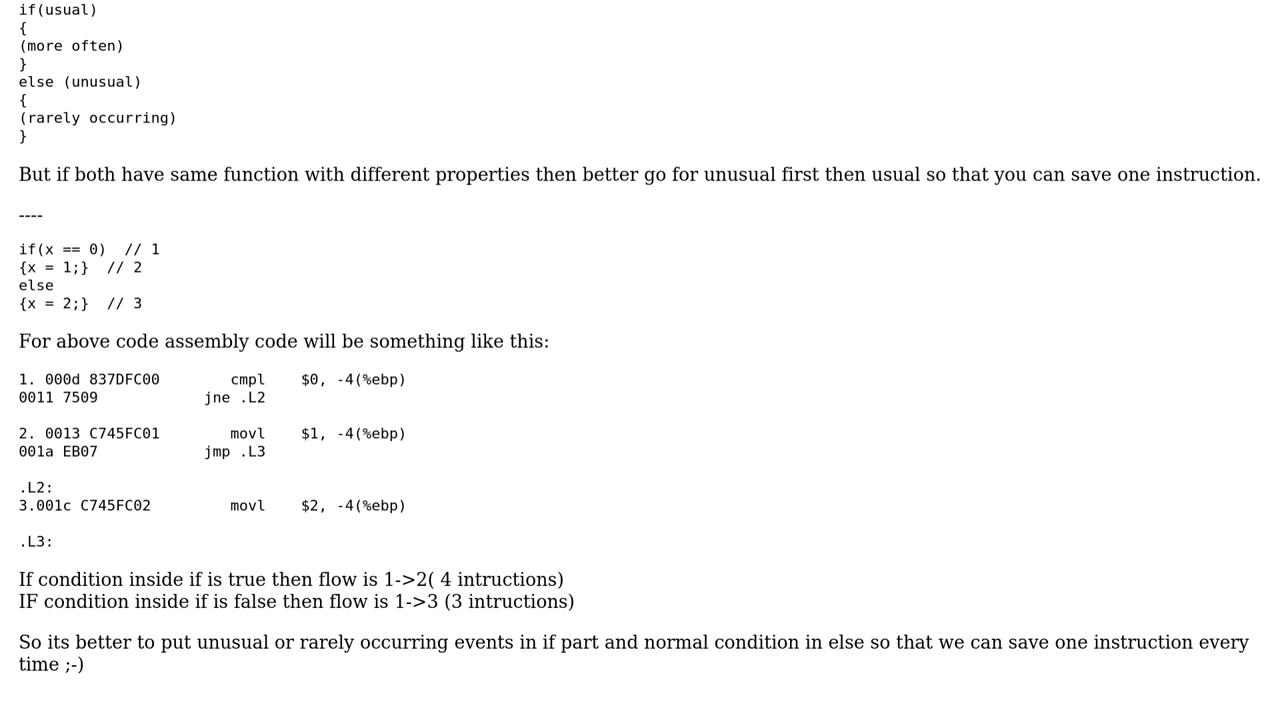 if(usual)
{
(more often)
}
else (unusual)
{
(rarely occurring)
}
But if both have same function with different properties then better go for unusual first then usual so that you can save one instruction.
----
if(x == 0)  // 1
{x = 1;}  // 2
else
{x = 2;}  // 3
For above code assembly code will be something like this:
1. 000d 837DFC00        cmpl    $0, -4(%ebp)
0011 7509            jne .L2
2. 0013 C745FC01        movl    $1, -4(%ebp)
001a EB07            jmp .L3
.L2:
3.001c C745FC02         movl    $2, -4(%ebp)
.L3:
If condition inside if is true then flow is 1->2( 4 intructions)
IF condition inside if is false then flow is 1->3 (3 intructions)
So its better to put unusual or rarely occurring events in if part and normal condition in else so that we can save one instruction every
time ;-)